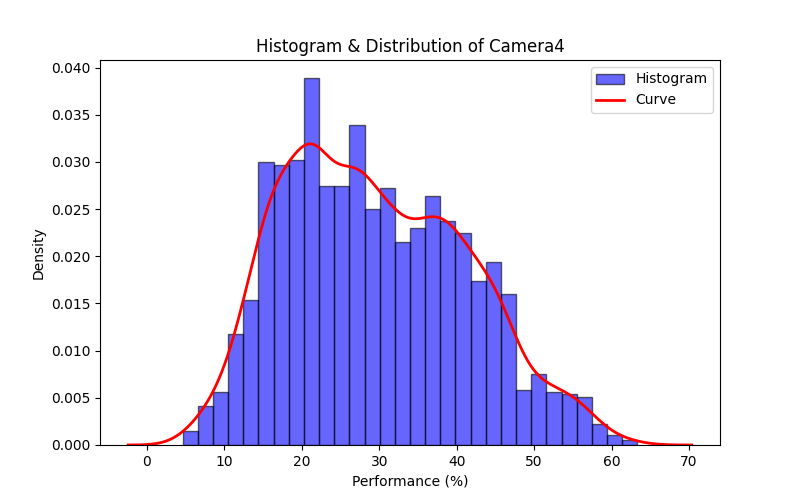 Histogram & Distribution of Camera4
Histogram
Curve
0.040
0.035
0.030
0.025
0.020
0.015
0.010
0.005
0.000
Density
0 10 20 30 40 50 60 70
Performance (%)